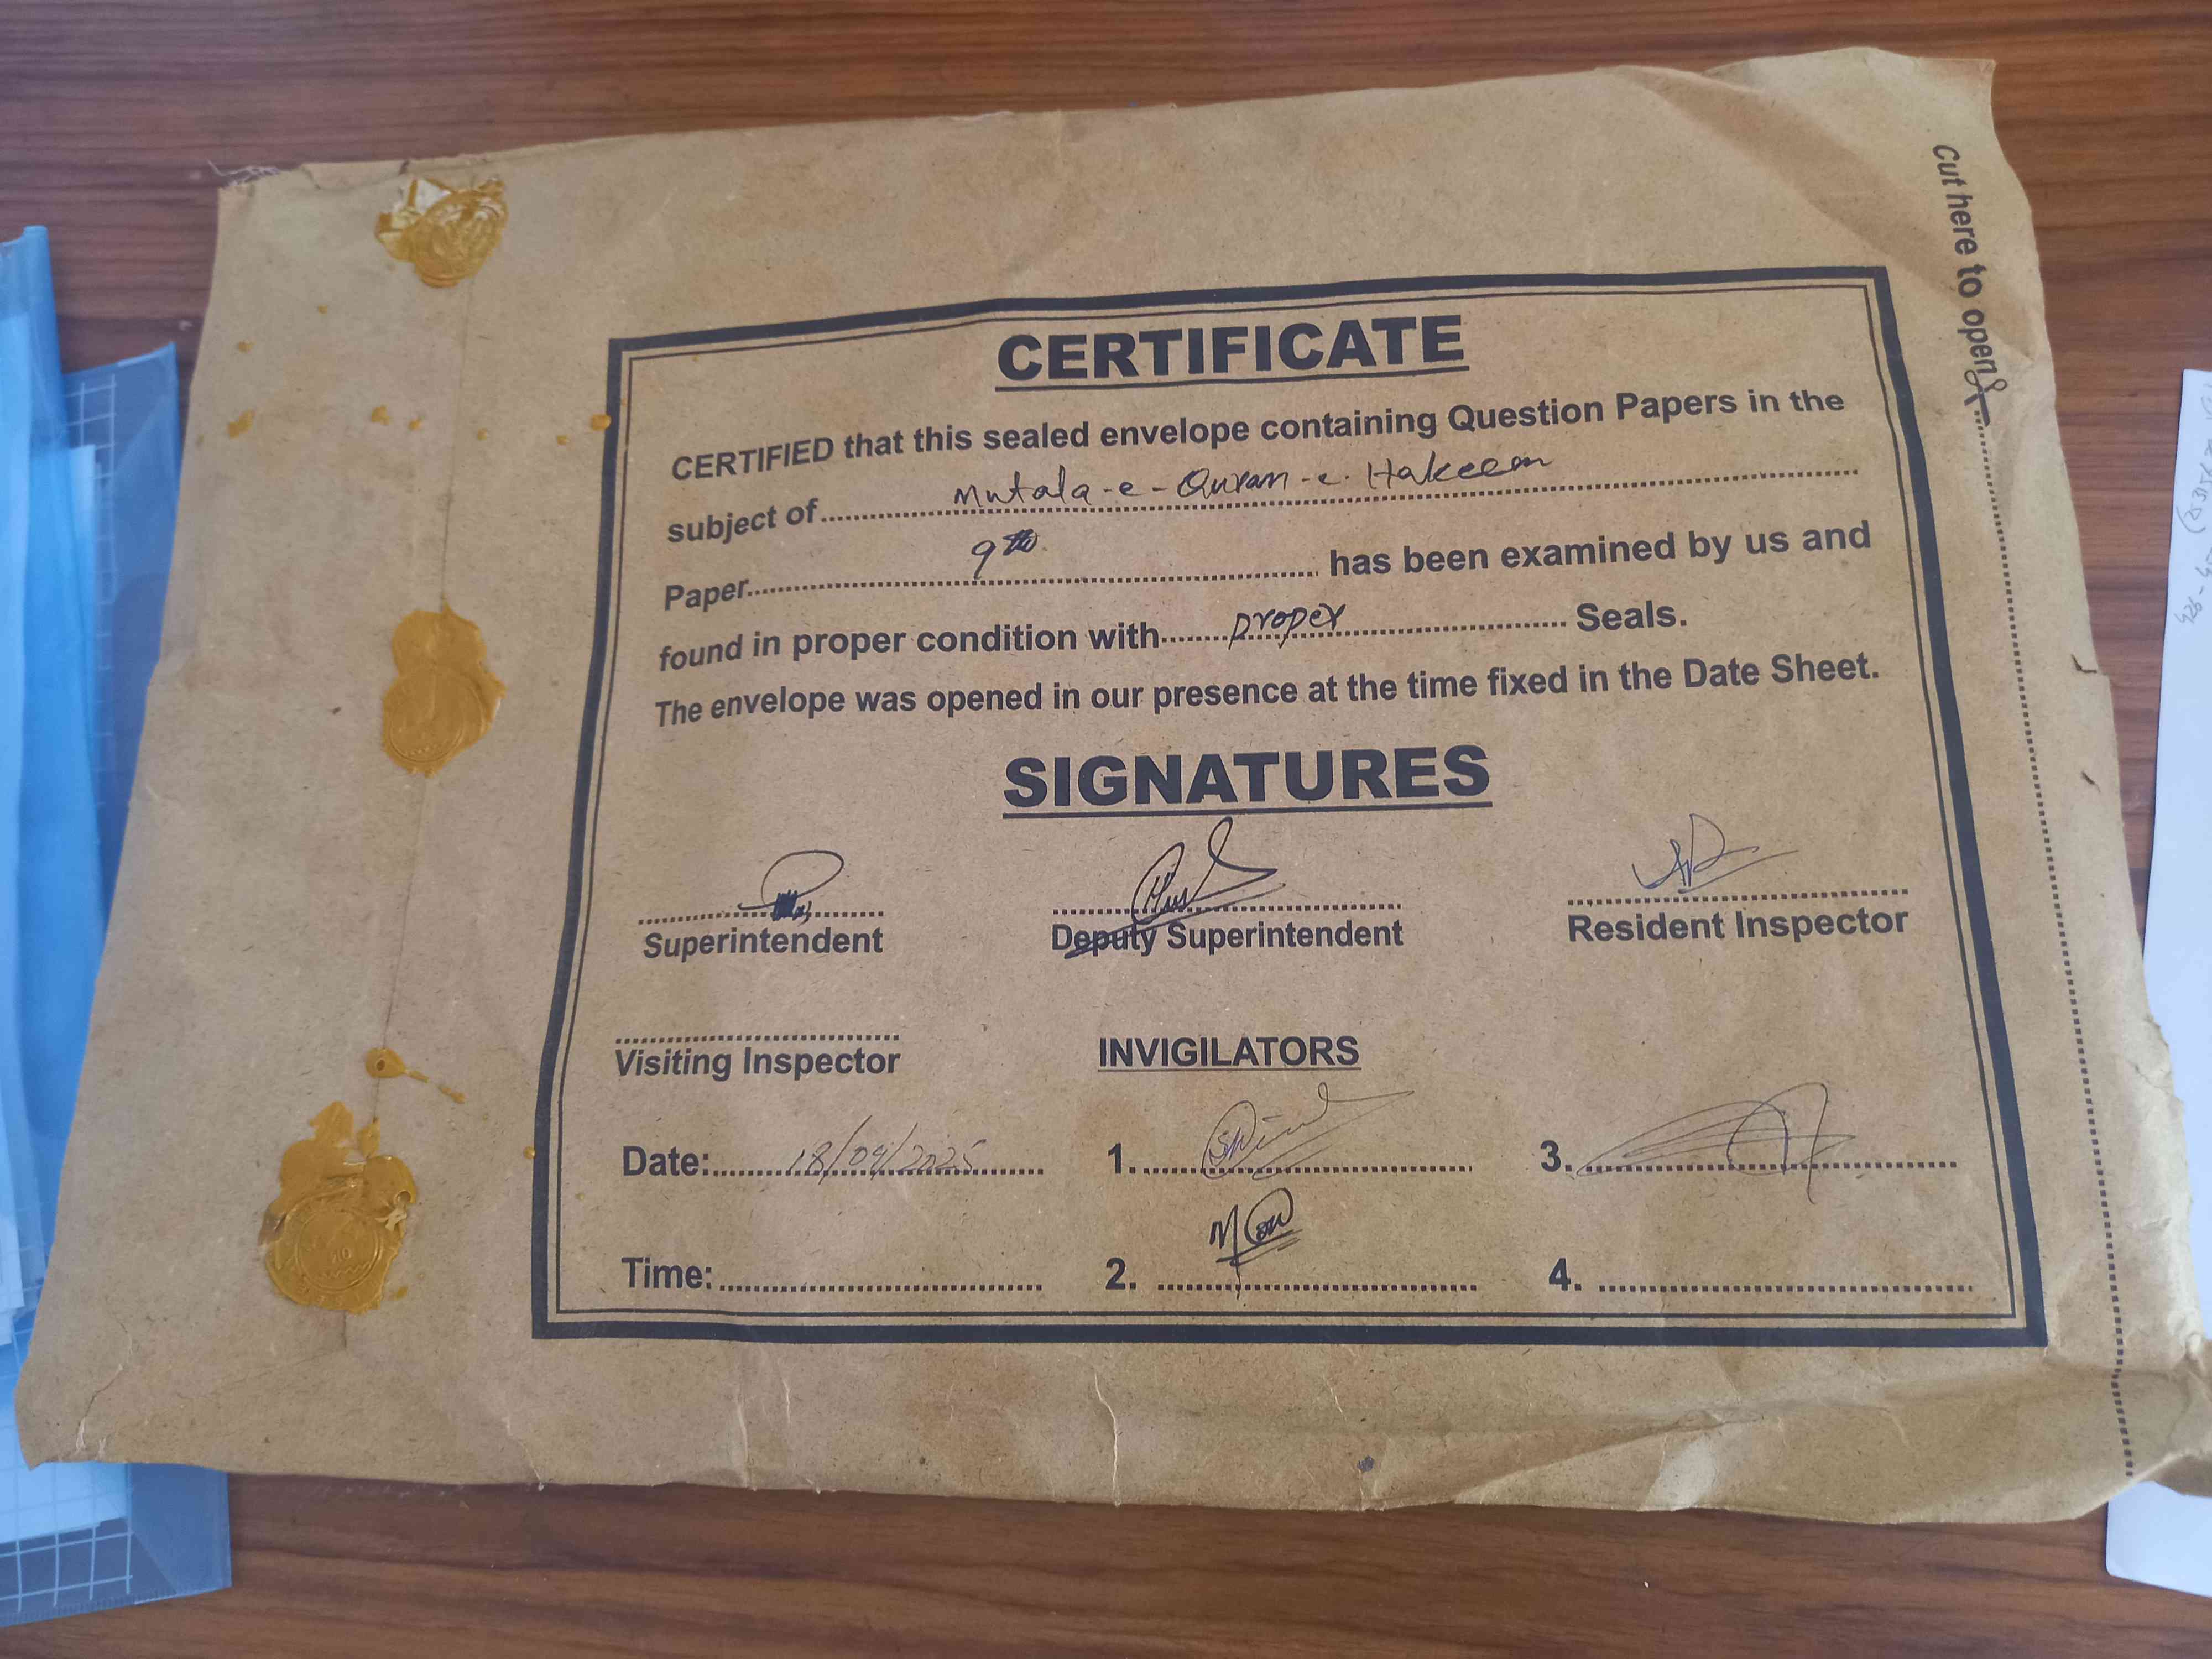 Cut here to open
CERTIFICATE
CERTIFIED that this sealed envelope containing Question Papers in the
subject of Mutala-e-Quran-e-Hakeem
Paper 9th has been examined by us and
found in proper condition with proper Seals.
The envelope was opened in our presence at the time fixed in the Date Sheet.
SIGNATURES
Superintendent Deputy Superintendent Resident Inspector
Visiting Inspector INVIGILATORS
Date: 18/09/2025 1. 3.
Time: 2. 4.